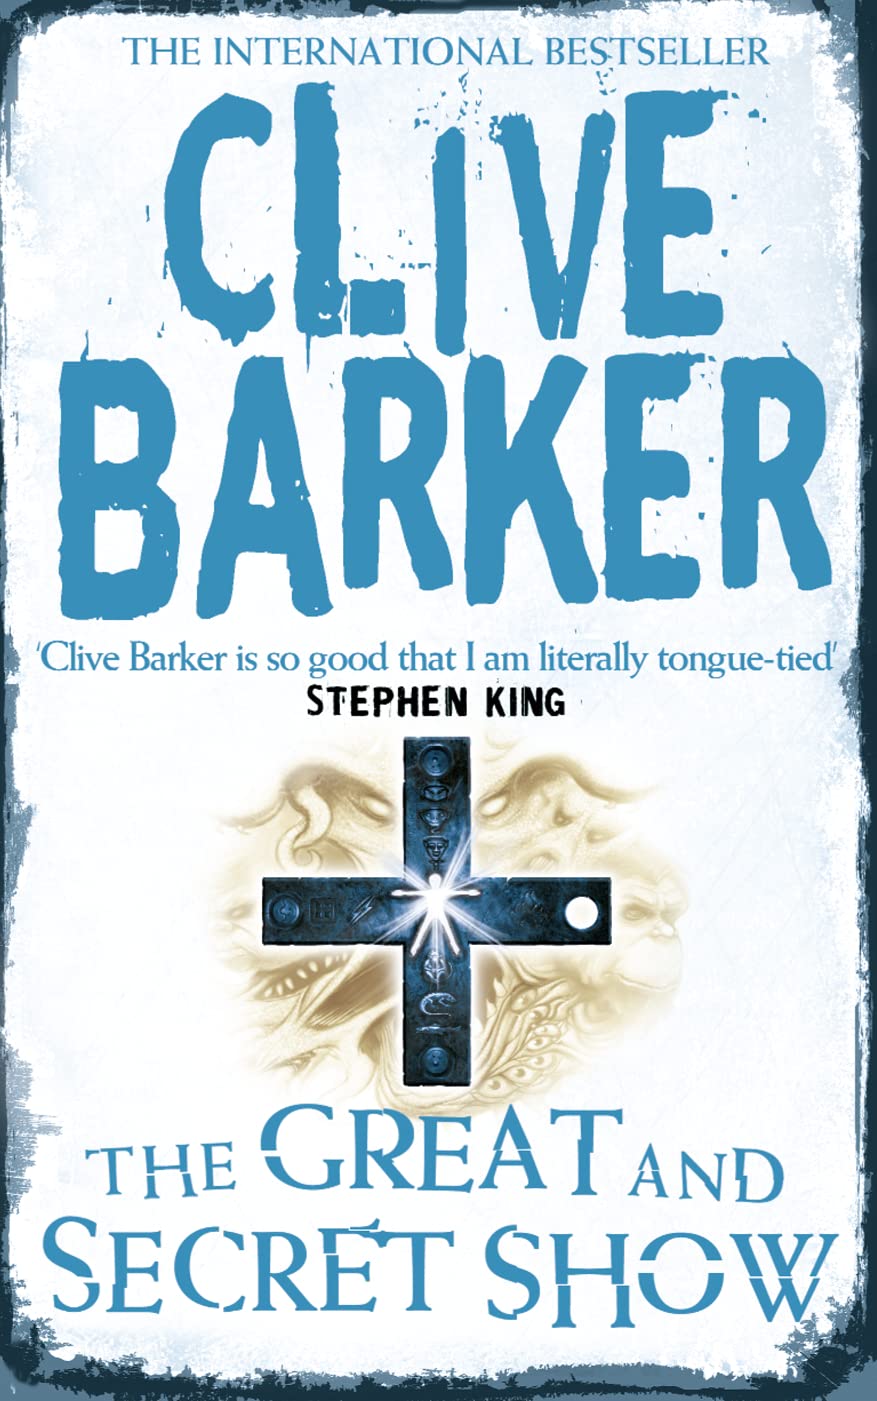 THE INTERNATIONAL BESTSELLER
CLIVE
BARKER
'Clive Barker is so good that I am literally tongue-tied'
STEPHEN KING
THE GREAT AND
SECRET SHOW